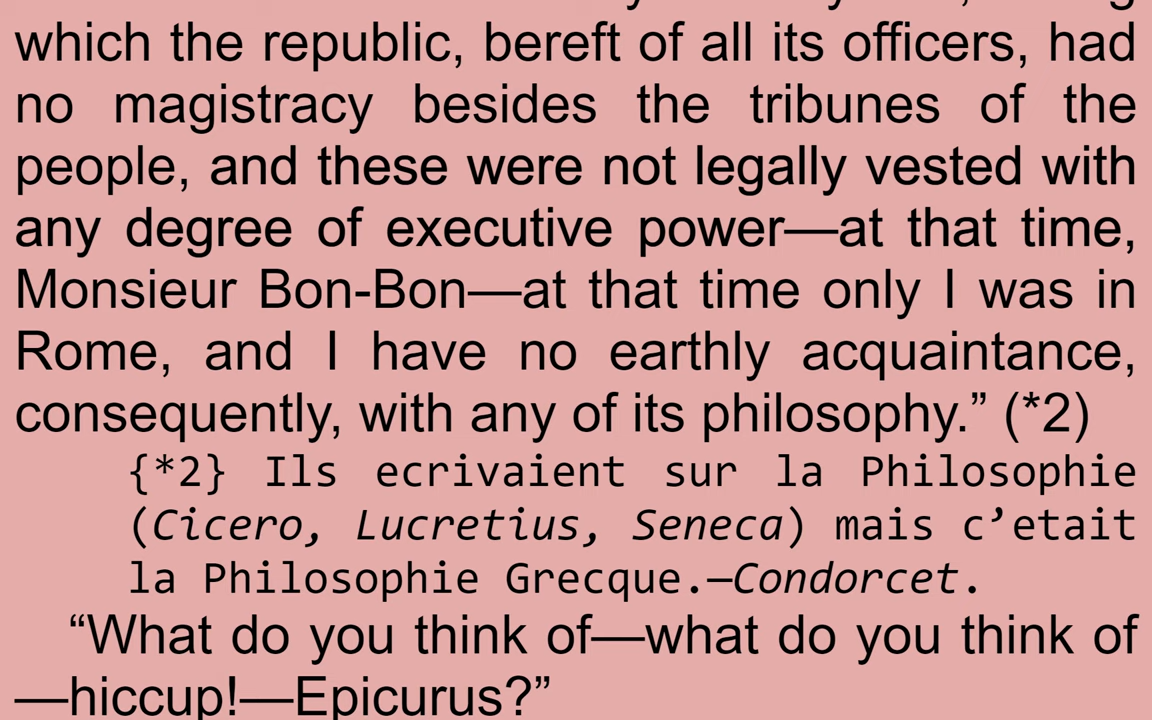 which the republic, bereft of all its officers, had
no magistracy besides the tribunes of the
people, and these were not legally vested with
any degree of executive power—at that time,
Monsieur Bon-Bon—at that time only I was in
Rome, and I have no earthly acquaintance,
consequently, with any of its philosophy.” (*2)
{*2} Ils ecrivaient sur la Philosophie
(Cicero, Lucretius, Seneca) mais c’etait
la Philosophie Grecque.—Condorcet.
“What do you think of—what do you think of
—hiccup!—Epicurus?”